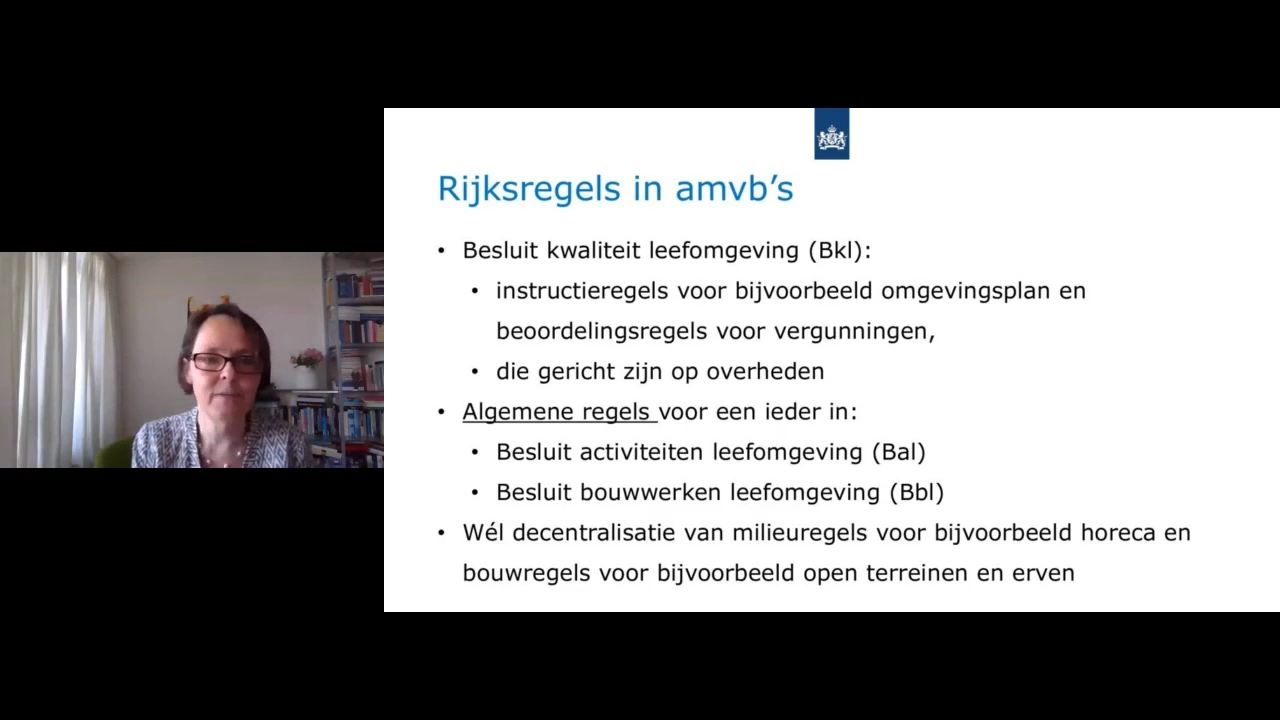 Rijksregels in amvb’s
• Besluit kwaliteit leefomgeving (Bkl):
• instructieregels voor bijvoorbeeld omgevingsplan en
beoordelingsregels voor vergunningen,
• die gericht zijn op overheden
• Algemene regels voor een ieder in:
• Besluit activiteiten leefomgeving (Bal)
• Besluit bouwwerken leefomgeving (Bbl)
• Wél decentralisatie van milieuregels voor bijvoorbeeld horeca en
bouwregels voor bijvoorbeeld open terreinen en erven